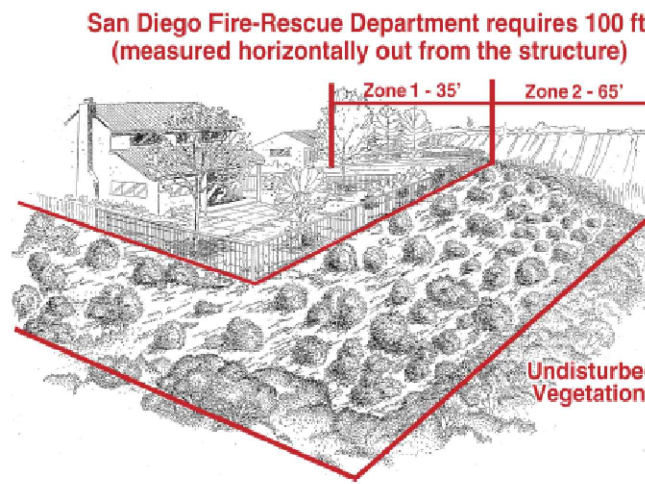 San Diego Fire-Rescue Department requires 100 ft
(measured horizontally out from the structure)
Zone 1 - 35' Zone 2 - 65'
Undisturbe
Vegetation